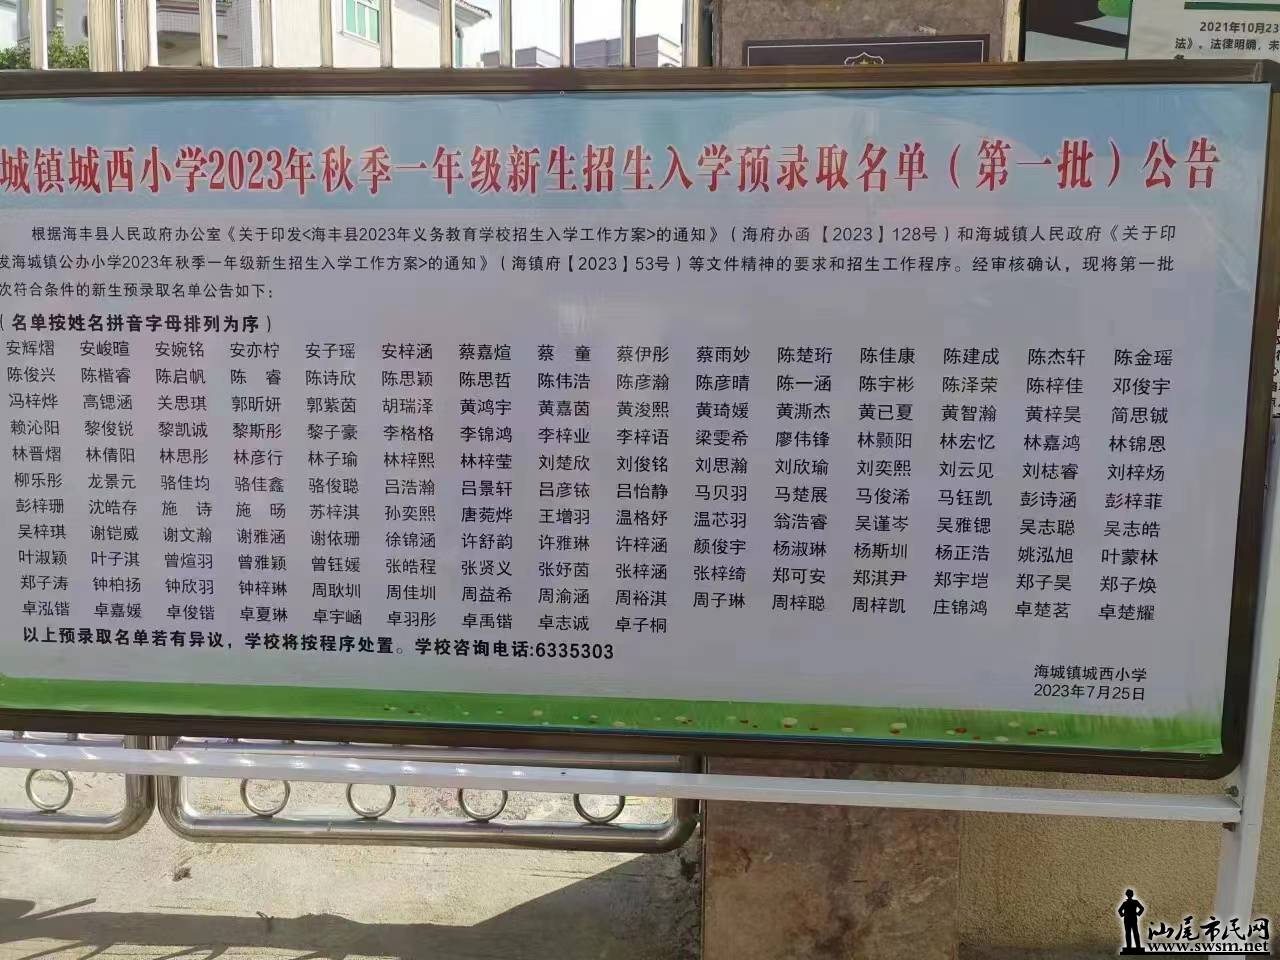 2021年10月23
法》，法律明确，未
城镇城西小学2023年秋季一年级新生招生入学预录取名单（第一批）公告
根据海丰县人民政府办公室《关于印发<海丰县2023年义务教育学校招生入学工作方案>的通知》（海府办函【2023】128号）和海城镇人民政府《关于印
发海城镇公办小学2023年秋季一年级新生招生入学工作方案>的通知》（海镇府【2023】53号）等文件精神的要求和招生工作程序。经审核确认，现将第一批
次符合条件的新生预录取名单公告如下：
（名单按姓名拼音字母排列为序）
安辉熠 安峻暄 安婉铭 安亦柠 安子瑶 安梓涵 蔡嘉煊 蔡 童 蔡伊彤 蔡雨妙 陈楚珩 陈佳康 陈建成 陈杰轩 陈金瑶
陈俊兴 陈楷睿 陈启帆 陈 睿 陈诗欣 陈思颖 陈思哲 陈伟浩 陈彦瀚 陈彦晴 陈一涵 陈宇彬 陈泽荣 陈梓佳 邓俊宇
冯梓烨 高锶涵 关思琪 郭昕妍 郭紫茵 胡瑞泽 黄鸿宇 黄嘉茵 黄浚熙 黄琦媛 黄澌杰 黄已夏 黄智瀚 黄梓昊 简思铖
赖沁阳 黎俊锐 黎凯诚 黎斯彤 黎子豪 李格格 李锦鸿 李梓业 李梓语 梁雯希 廖伟锋 林颢阳 林宏忆 林嘉鸿 林锦恩
林晋熠 林倩阳 林思彤 林彦行 林子瑜 林梓熙 林梓莹 刘楚欣 刘俊铭 刘思瀚 刘欣瑜 刘奕熙 刘云见 刘梽睿 刘梓炀
柳乐彤 龙景元 骆佳均 骆佳鑫 骆俊聪 吕浩瀚 吕景轩 吕彦铱 吕怡静 马贝羽 马楚展 马俊浠 马钰凯 彭诗涵 彭梓菲
彭梓珊 沈皓存 施 诗 施 旸 苏梓淇 孙奕熙 唐菀烨 王增羽 温格妤 温芯羽 翁浩睿 吴谨岑 吴雅锶 吴志聪 吴志皓
吴梓琪 谢铠威 谢文瀚 谢雅涵 谢依珊 徐锦涵 许舒韵 许雅琳 许梓涵 颜俊宇 杨淑琳 杨斯圳 杨正浩 姚泓旭 叶蒙林
叶淑颖 叶子淇 曾煊羽 曾雅颖 曾钰媛 张皓程 张贤义 张妤茵 张梓涵 张梓绮 郑可安 郑淇尹 郑宇垲 郑子昊 郑子焕
郑子涛 钟柏扬 钟欣羽 钟梓琳 周耿圳 周佳圳 周益希 周渝涵 周裕淇 周子琳 周梓聪 周梓凯 庄锦鸿 卓楚茗 卓楚耀
卓泓锴 卓嘉媛 卓俊锴 卓夏琳 卓宇崡 卓羽彤 卓禹锴 卓志诚 卓子桐
以上预录取名单若有异议，学校将按程序处置。学校咨询电话:6335303
海城镇城西小学
2023年7月25日
汕尾市民网
www.swsm.net